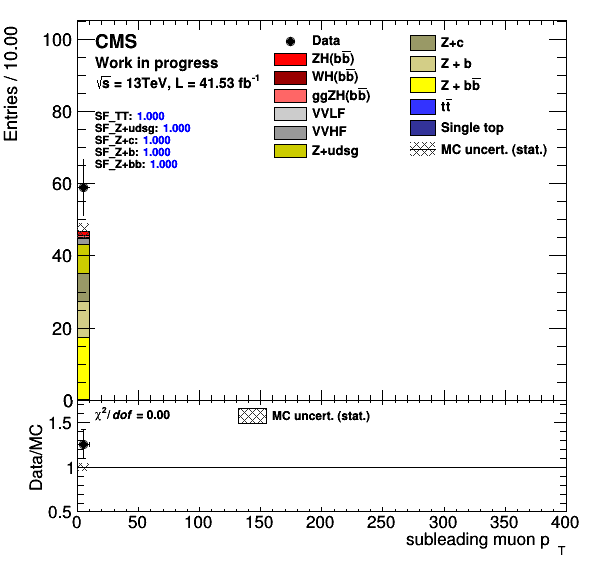 CMS
Work in progress
√s = 13TeV, L = 41.53 fb⁻¹
SF_TT: 1.000
SF_Z+udsg: 1.000
SF_Z+c: 1.000
SF_Z+b: 1.000
SF_Z+bb: 1.000
Data
ZH(bb̅)
WH(bb̅)
ggZH(bb̅)
VVLF
VVHF
Z+udsg
Z+c
Z + b
Z + bb̅
tt̅
Single top
MC uncert. (stat.)
Entries / 10.00
100
80
60
40
20
0
χ²/dof = 0.00
MC uncert. (stat.)
Data/MC
1.5
1
0.5
0 50 100 150 200 250 300 350 400
subleading muon p_T